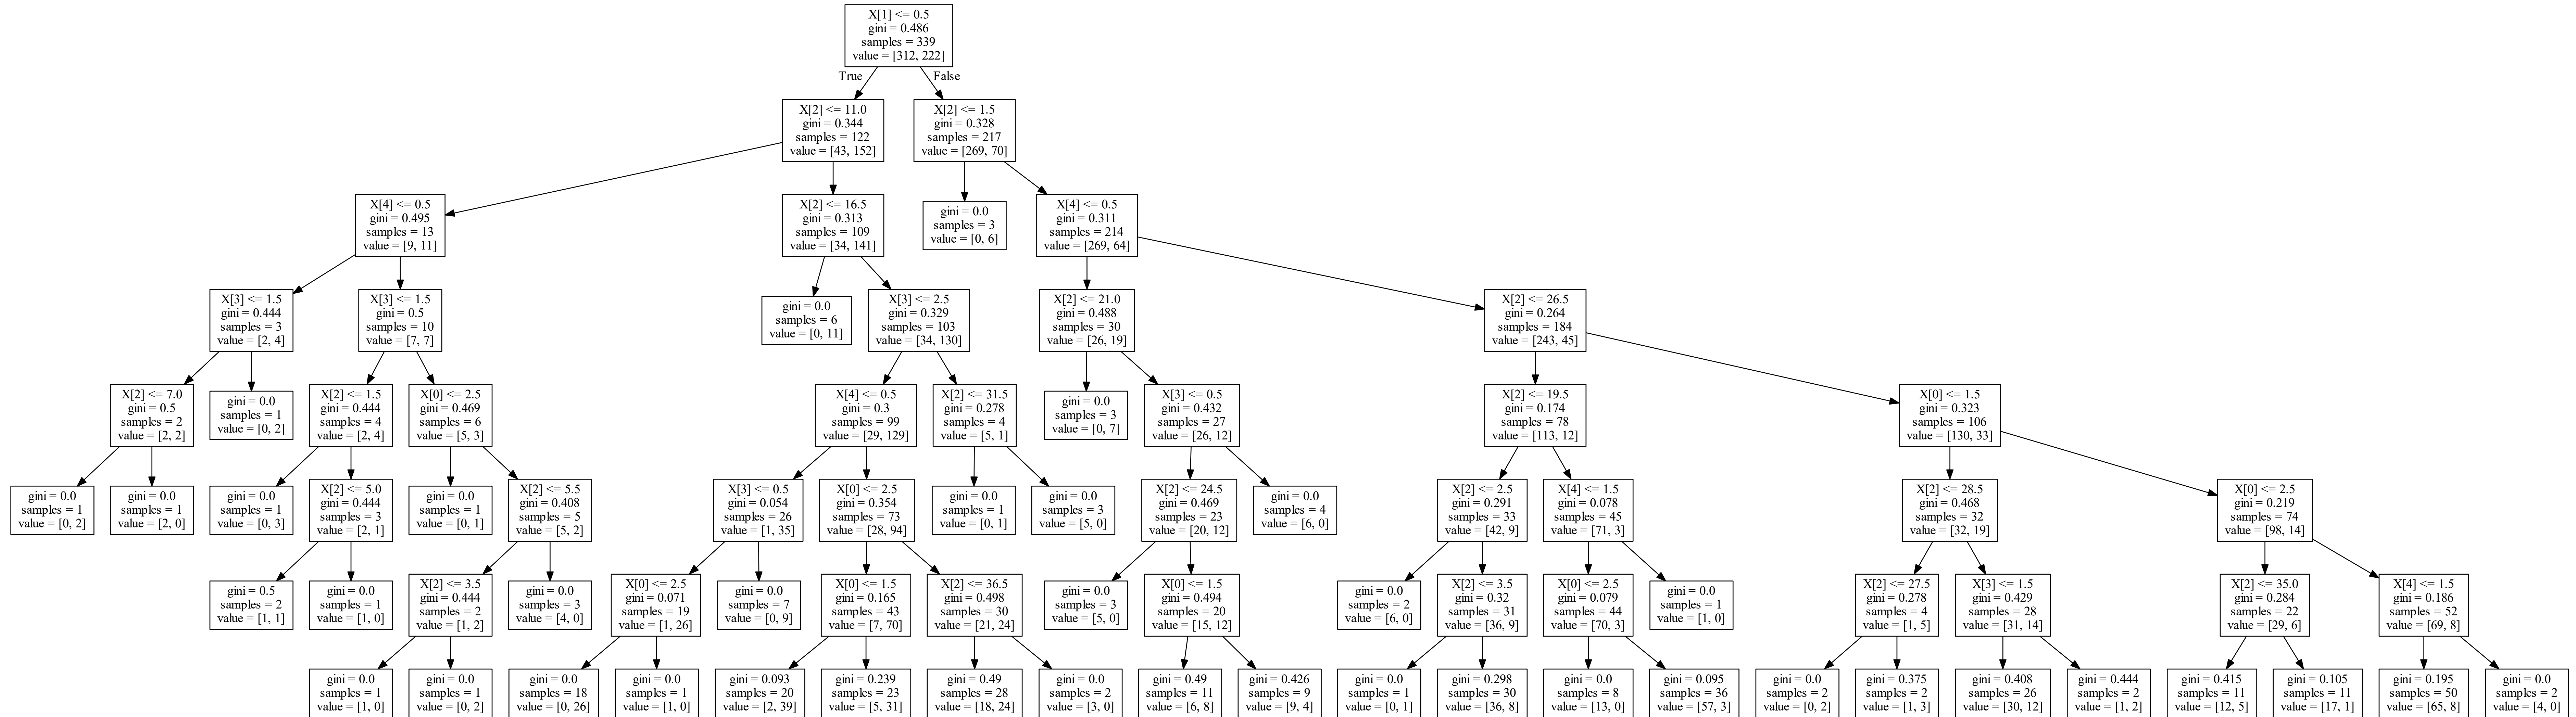 X[1] <= 0.5
gini = 0.486
samples = 339
value = [312, 222]
True
False
X[2] <= 11.0
gini = 0.344
samples = 122
value = [43, 152]
X[2] <= 1.5
gini = 0.328
samples = 217
value = [269, 70]
X[4] <= 0.5
gini = 0.495
samples = 13
value = [9, 11]
X[2] <= 16.5
gini = 0.313
samples = 109
value = [34, 141]
gini = 0.0
samples = 3
value = [0, 6]
X[4] <= 0.5
gini = 0.311
samples = 214
value = [269, 64]
X[3] <= 1.5
gini = 0.444
samples = 3
value = [2, 4]
X[3] <= 1.5
gini = 0.5
samples = 10
value = [7, 7]
gini = 0.0
samples = 6
value = [0, 11]
X[3] <= 2.5
gini = 0.329
samples = 103
value = [34, 130]
X[2] <= 21.0
gini = 0.488
samples = 30
value = [26, 19]
X[2] <= 26.5
gini = 0.264
samples = 184
value = [243, 45]
X[2] <= 7.0
gini = 0.5
samples = 2
value = [2, 2]
gini = 0.0
samples = 1
value = [0, 2]
X[2] <= 1.5
gini = 0.444
samples = 4
value = [2, 4]
X[0] <= 2.5
gini = 0.469
samples = 6
value = [5, 3]
X[4] <= 0.5
gini = 0.3
samples = 99
value = [29, 129]
X[2] <= 31.5
gini = 0.278
samples = 4
value = [5, 1]
gini = 0.0
samples = 3
value = [0, 7]
X[3] <= 0.5
gini = 0.432
samples = 27
value = [26, 12]
X[2] <= 19.5
gini = 0.174
samples = 78
value = [113, 12]
X[0] <= 1.5
gini = 0.323
samples = 106
value = [130, 33]
gini = 0.0
samples = 1
value = [0, 2]
gini = 0.0
samples = 1
value = [2, 0]
gini = 0.0
samples = 1
value = [0, 3]
X[2] <= 5.0
gini = 0.444
samples = 3
value = [2, 1]
gini = 0.0
samples = 1
value = [0, 1]
X[2] <= 5.5
gini = 0.408
samples = 5
value = [5, 2]
X[3] <= 0.5
gini = 0.054
samples = 26
value = [1, 35]
X[0] <= 2.5
gini = 0.354
samples = 73
value = [28, 94]
gini = 0.0
samples = 1
value = [0, 1]
gini = 0.0
samples = 3
value = [5, 0]
X[2] <= 24.5
gini = 0.469
samples = 23
value = [20, 12]
gini = 0.0
samples = 4
value = [6, 0]
X[2] <= 2.5
gini = 0.291
samples = 33
value = [42, 9]
X[4] <= 1.5
gini = 0.078
samples = 45
value = [71, 3]
X[2] <= 28.5
gini = 0.468
samples = 32
value = [32, 19]
X[0] <= 2.5
gini = 0.219
samples = 74
value = [98, 14]
gini = 0.5
samples = 2
value = [1, 1]
gini = 0.0
samples = 1
value = [1, 0]
X[2] <= 3.5
gini = 0.444
samples = 2
value = [1, 2]
gini = 0.0
samples = 3
value = [4, 0]
X[0] <= 2.5
gini = 0.071
samples = 19
value = [1, 26]
gini = 0.0
samples = 7
value = [0, 9]
X[0] <= 1.5
gini = 0.165
samples = 43
value = [7, 70]
X[2] <= 36.5
gini = 0.498
samples = 30
value = [21, 24]
gini = 0.0
samples = 3
value = [5, 0]
X[0] <= 1.5
gini = 0.494
samples = 20
value = [15, 12]
gini = 0.0
samples = 2
value = [6, 0]
X[2] <= 3.5
gini = 0.32
samples = 31
value = [36, 9]
X[0] <= 2.5
gini = 0.079
samples = 44
value = [70, 3]
gini = 0.0
samples = 1
value = [1, 0]
X[2] <= 27.5
gini = 0.278
samples = 4
value = [1, 5]
X[3] <= 1.5
gini = 0.429
samples = 28
value = [31, 14]
X[2] <= 35.0
gini = 0.284
samples = 22
value = [29, 6]
X[4] <= 1.5
gini = 0.186
samples = 52
value = [69, 8]
gini = 0.0
samples = 1
value = [1, 0]
gini = 0.0
samples = 1
value = [0, 2]
gini = 0.0
samples = 18
value = [0, 26]
gini = 0.0
samples = 1
value = [1, 0]
gini = 0.093
samples = 20
value = [2, 39]
gini = 0.239
samples = 23
value = [5, 31]
gini = 0.49
samples = 28
value = [18, 24]
gini = 0.0
samples = 2
value = [3, 0]
gini = 0.49
samples = 11
value = [6, 8]
gini = 0.426
samples = 9
value = [9, 4]
gini = 0.0
samples = 1
value = [0, 1]
gini = 0.298
samples = 30
value = [36, 8]
gini = 0.0
samples = 8
value = [13, 0]
gini = 0.095
samples = 36
value = [57, 3]
gini = 0.0
samples = 2
value = [0, 2]
gini = 0.375
samples = 2
value = [1, 3]
gini = 0.408
samples = 26
value = [30, 12]
gini = 0.444
samples = 2
value = [1, 2]
gini = 0.415
samples = 11
value = [12, 5]
gini = 0.105
samples = 11
value = [17, 1]
gini = 0.195
samples = 50
value = [65, 8]
gini = 0.0
samples = 2
value = [4, 0]